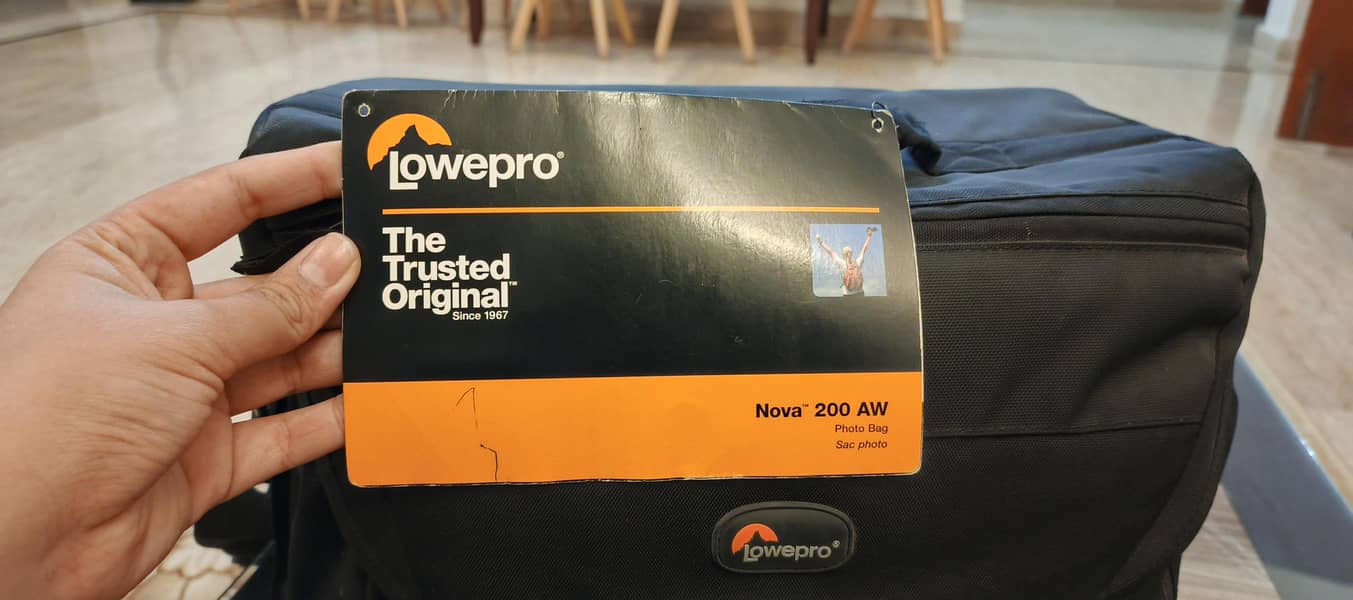 Lowepro®
The
Trusted
Original™
Since 1967
Nova™ 200 AW
Photo Bag
Sac photo
Lowepro®